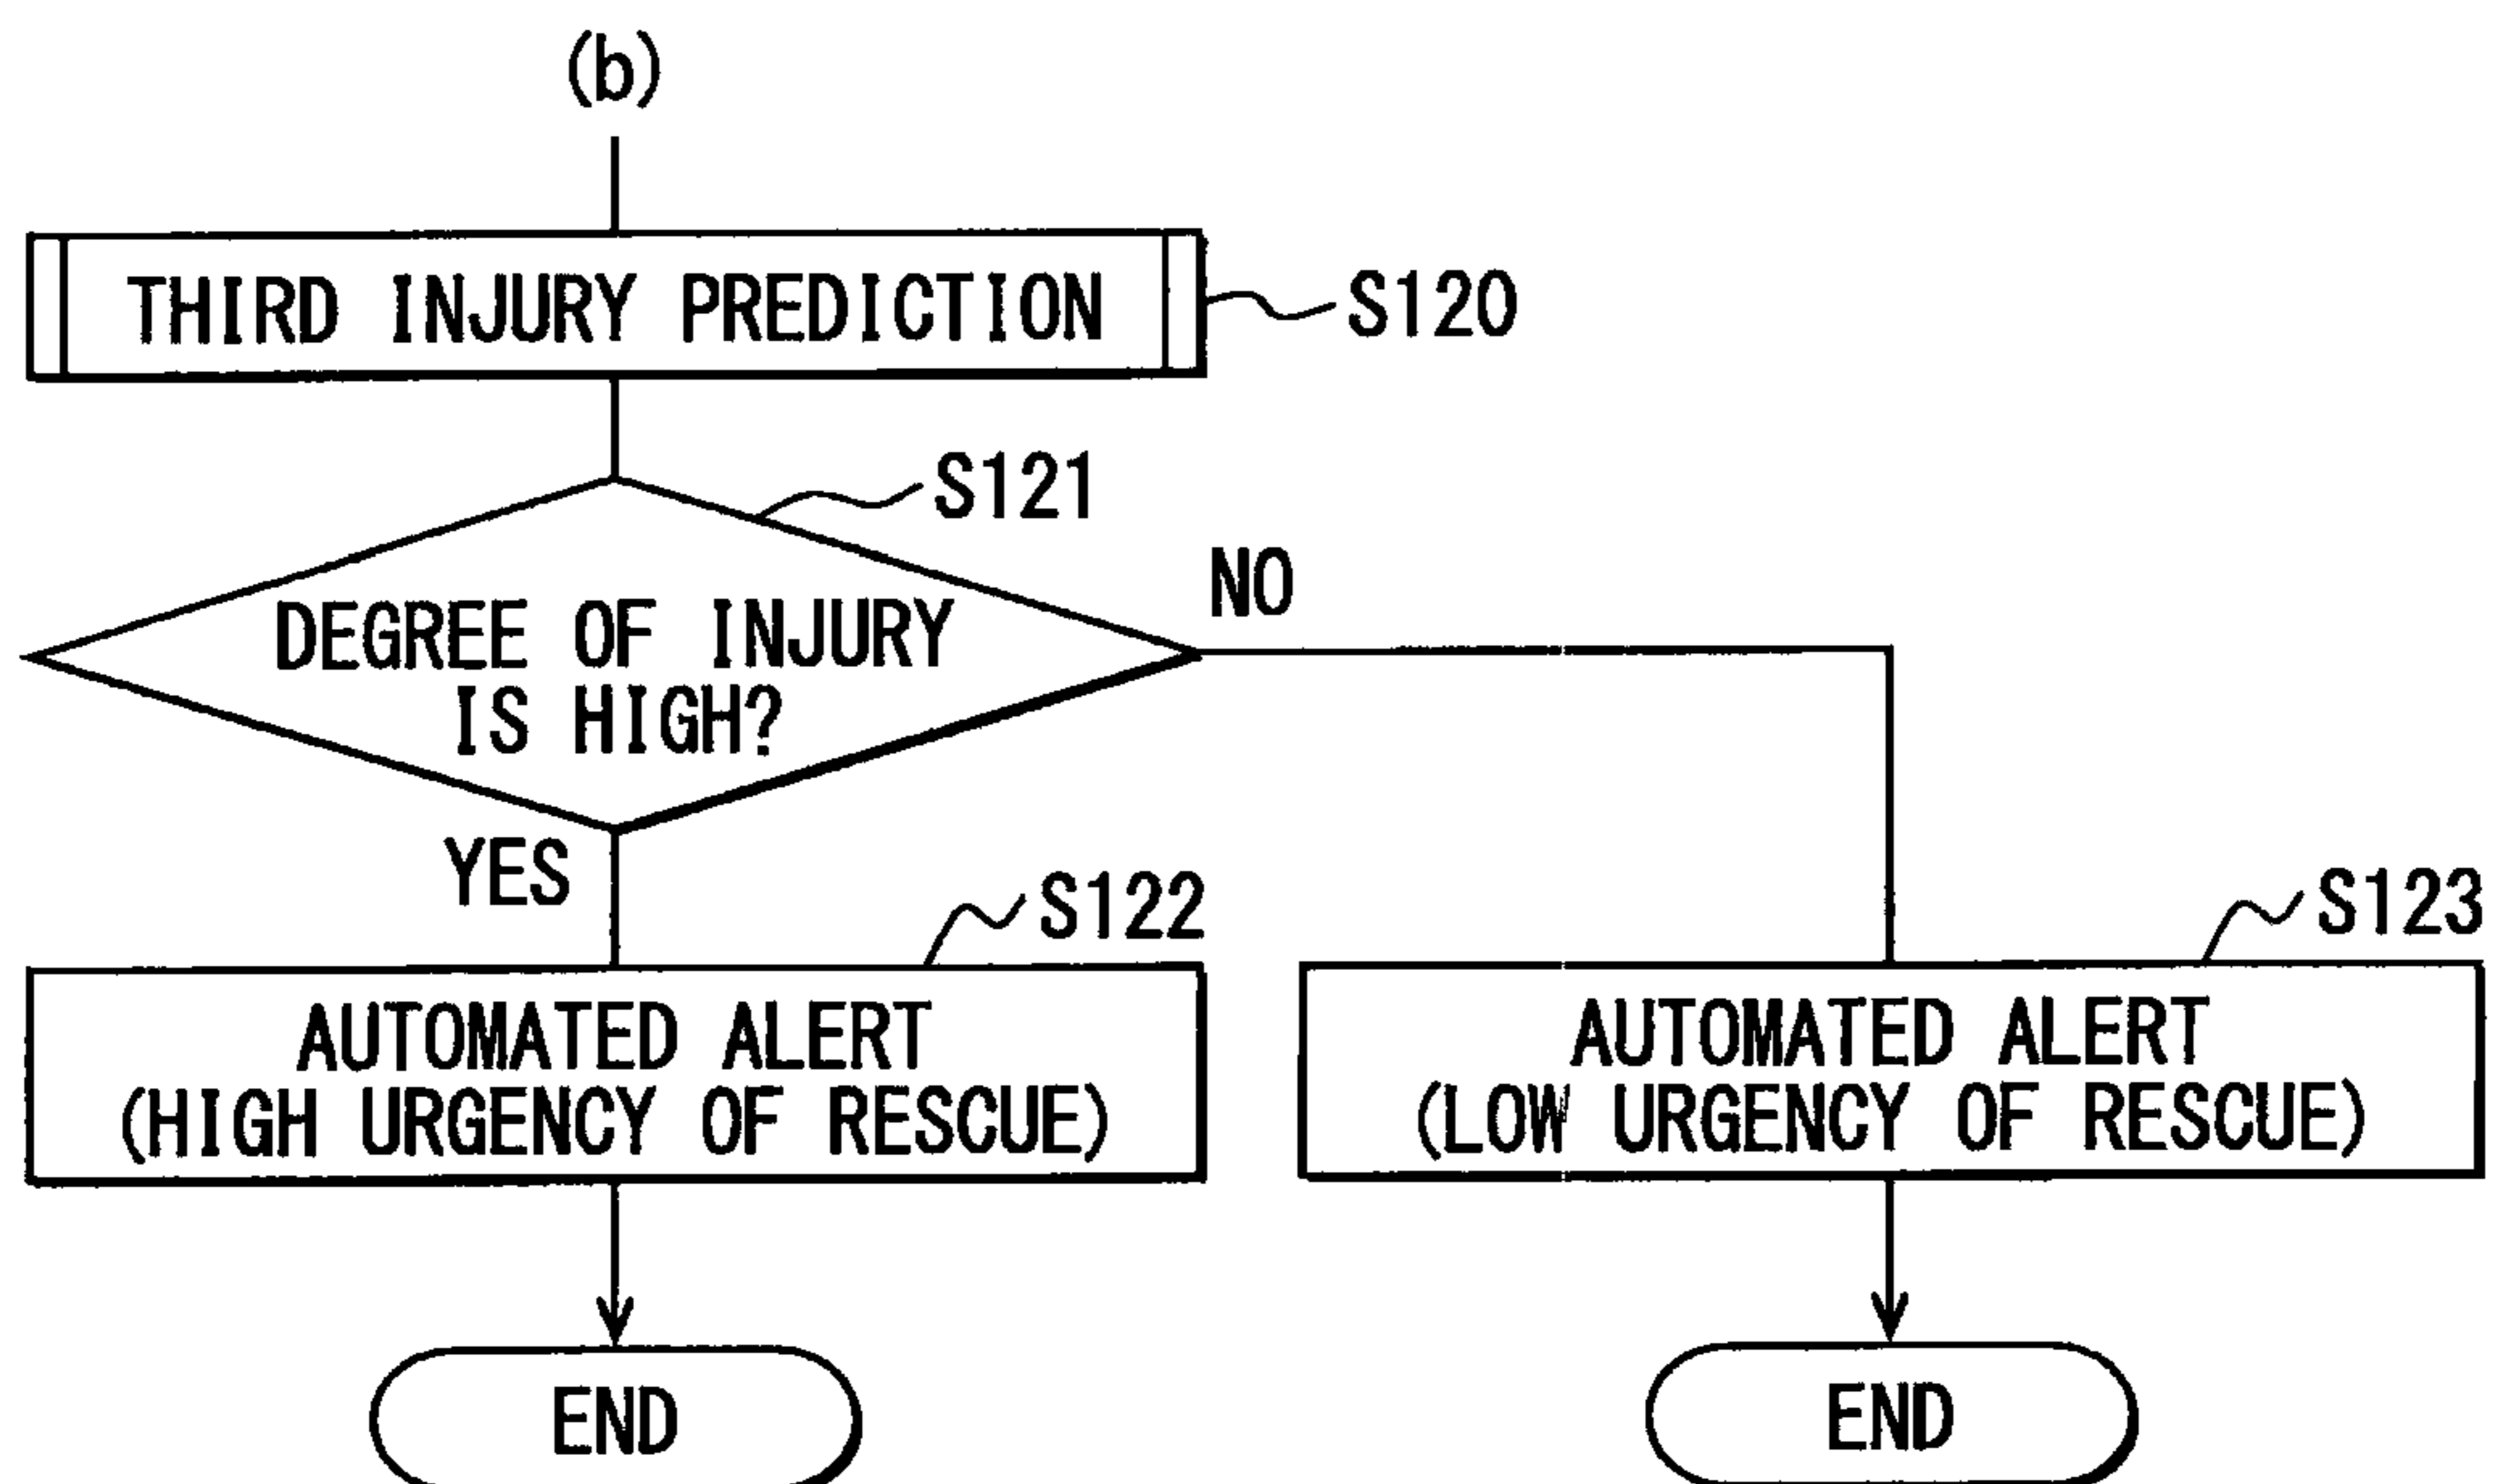 (b)
THIRD INJURY PREDICTION
S120
S121
DEGREE OF INJURY
IS HIGH?
NO
YES
S122
AUTOMATED ALERT
(HIGH URGENCY OF RESCUE)
S123
AUTOMATED ALERT
(LOW URGENCY OF RESCUE)
END
END